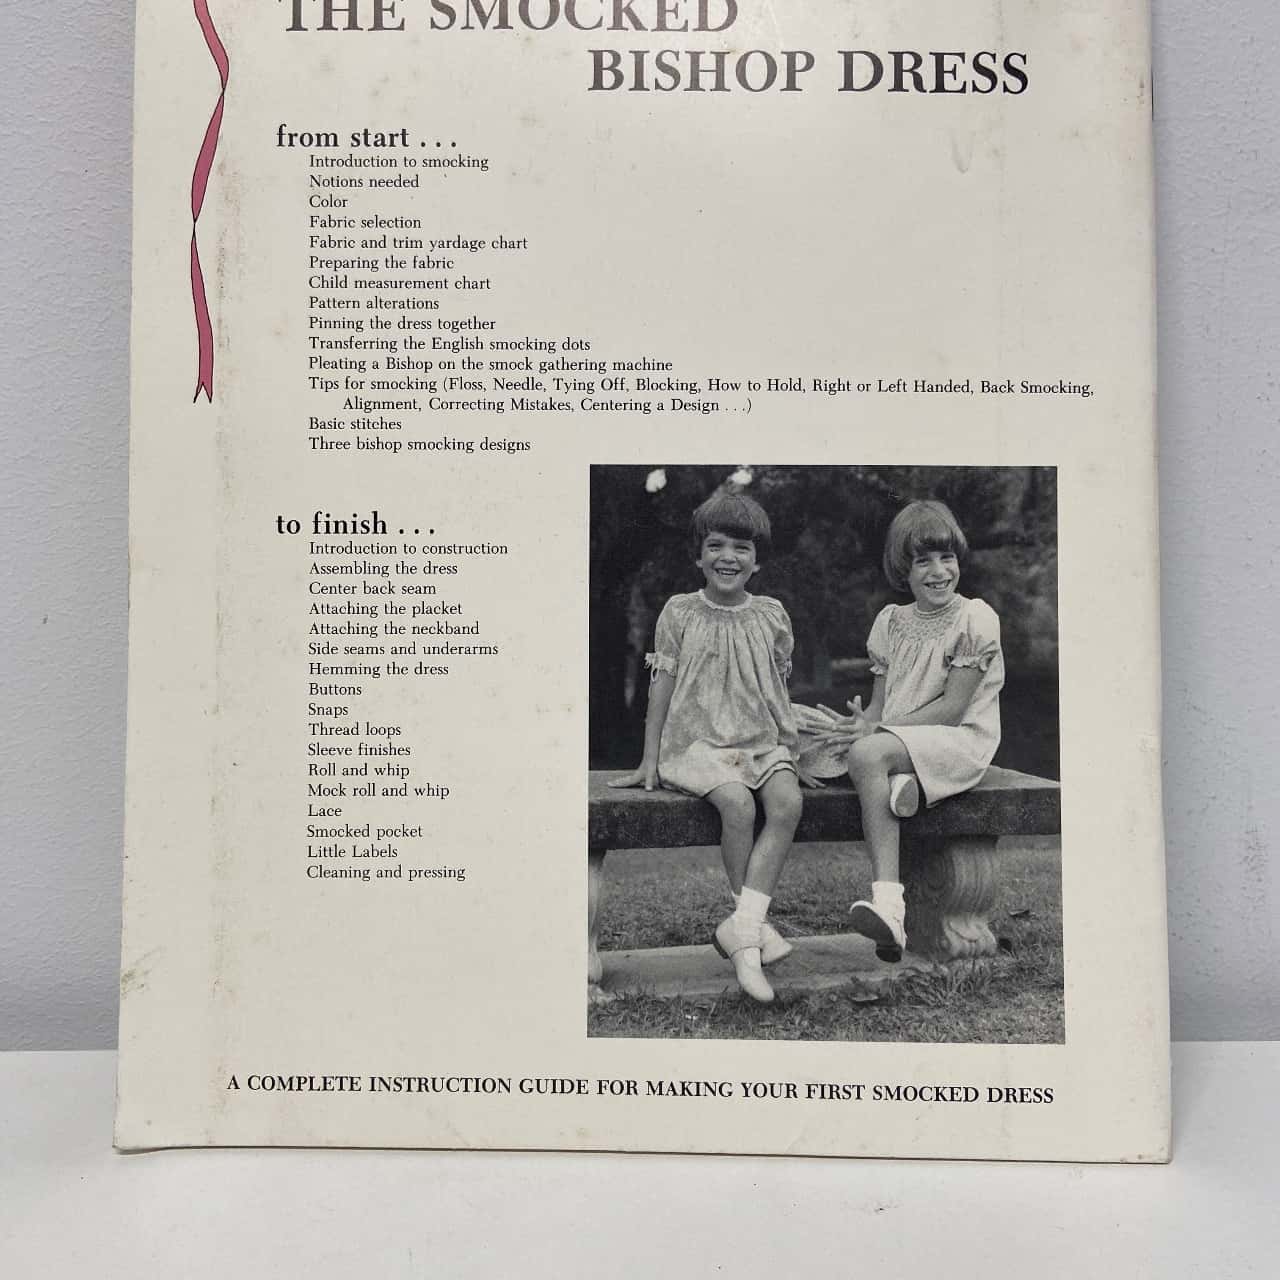 THE SMOCKED
BISHOP DRESS
from start . . .
Introduction to smocking
Notions needed
Color
Fabric selection
Fabric and trim yardage chart
Preparing the fabric
Child measurement chart
Pattern alterations
Pinning the dress together
Transferring the English smocking dots
Pleating a Bishop on the smock gathering machine
Tips for smocking (Floss, Needle, Tying Off, Blocking, How to Hold, Right or Left Handed, Back Smocking,
Alignment, Correcting Mistakes, Centering a Design . . .)
Basic stitches
Three bishop smocking designs
to finish . . .
Introduction to construction
Assembling the dress
Center back seam
Attaching the placket
Attaching the neckband
Side seams and underarms
Hemming the dress
Buttons
Snaps
Thread loops
Sleeve finishes
Roll and whip
Mock roll and whip
Lace
Smocked pocket
Little Labels
Cleaning and pressing
A COMPLETE INSTRUCTION GUIDE FOR MAKING YOUR FIRST SMOCKED DRESS